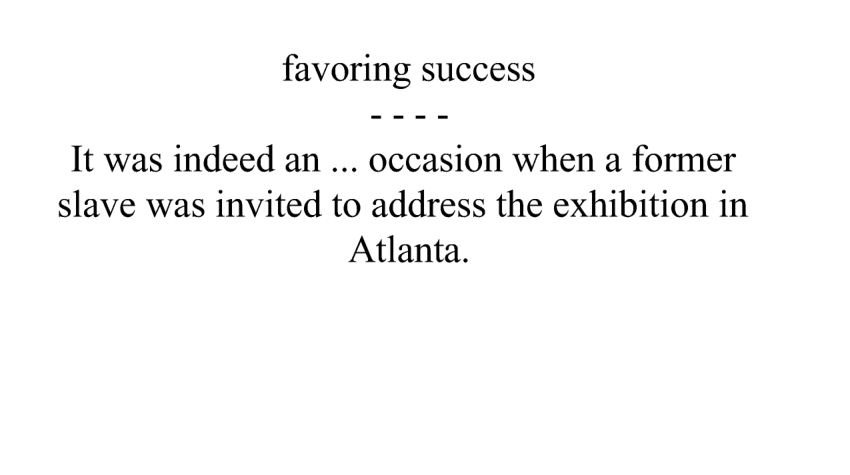 favoring success
- - - -
It was indeed an ... occasion when a former
slave was invited to address the exhibition in
Atlanta.